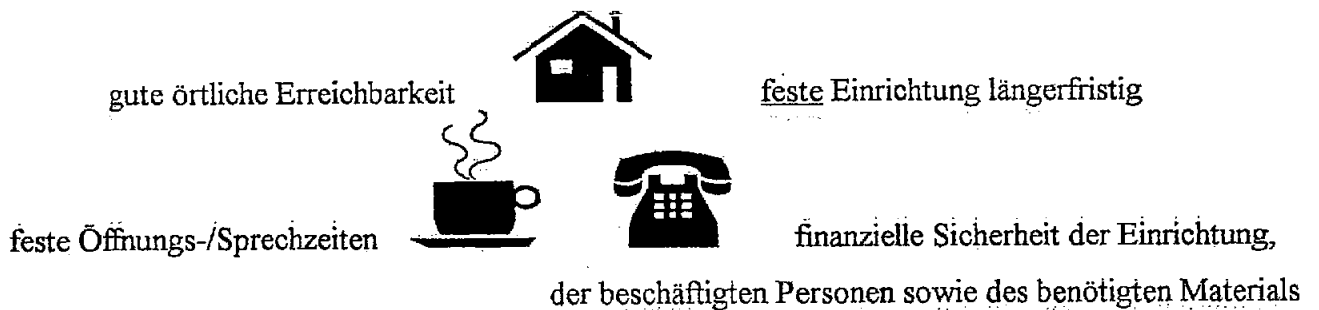 gute örtliche Erreichbarkeit
feste Einrichtung längerfristig
feste Öffnungs-/Sprechzeiten
finanzielle Sicherheit der Einrichtung,
der beschäftigten Personen sowie des benötigten Materials